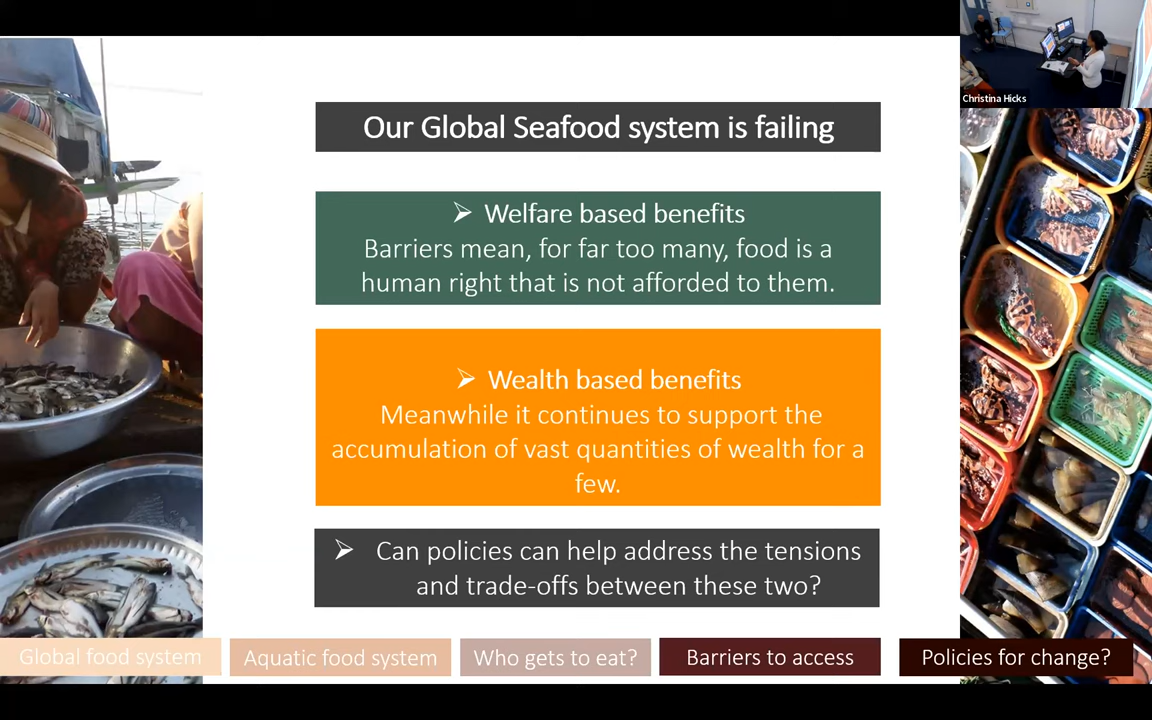 Christina Hicks
Our Global Seafood system is failing
➢ Welfare based benefits
Barriers mean, for far too many, food is a
human right that is not afforded to them.
➢ Wealth based benefits
Meanwhile it continues to support the
accumulation of vast quantities of wealth for a
few.
➢ Can policies can help address the tensions
and trade-offs between these two?
Global food system
Aquatic food system
Who gets to eat?
Barriers to access
Policies for change?